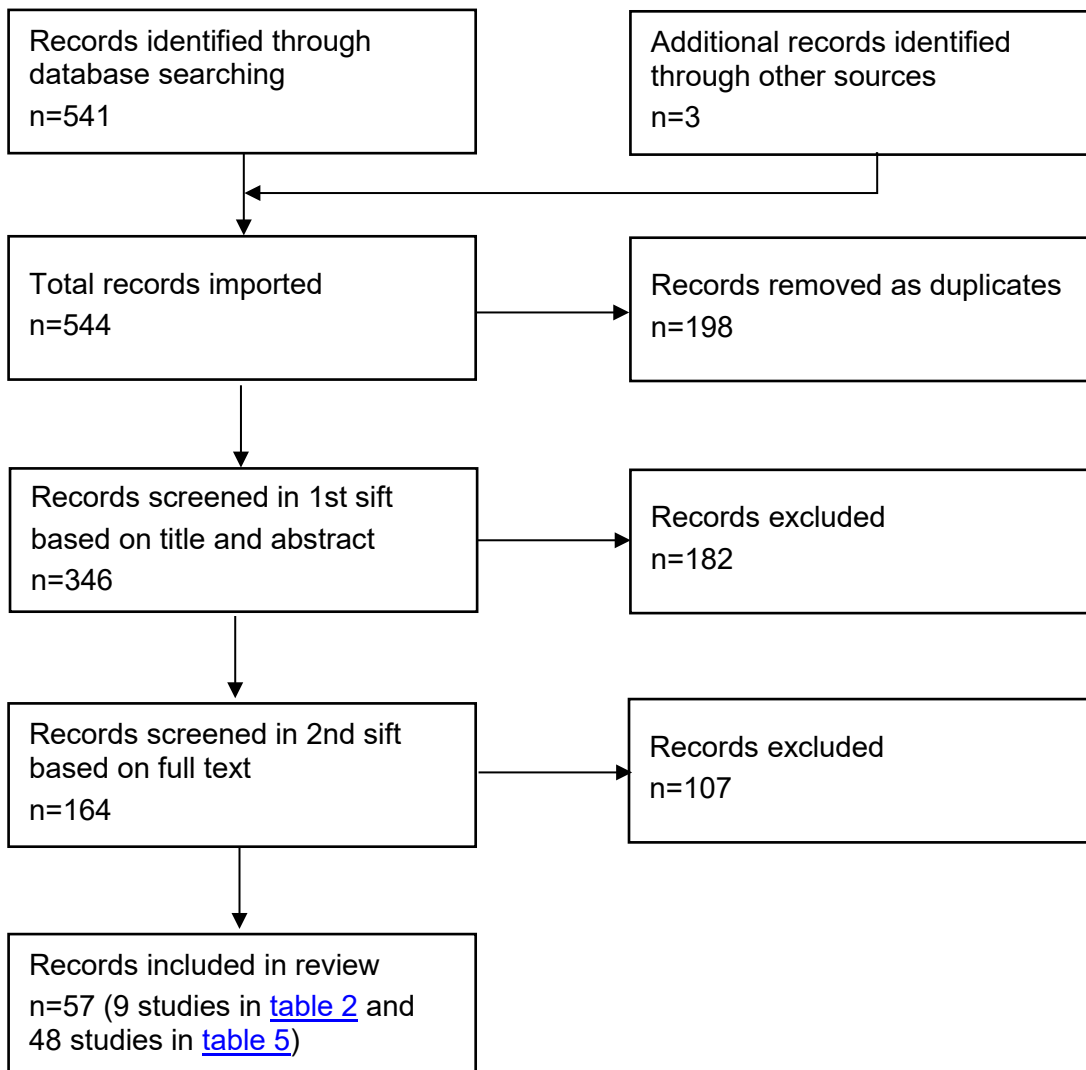 Records identified through
database searching
n=541
Additional records identified
through other sources
n=3
Total records imported
n=544
Records removed as duplicates
n=198
Records screened in 1st sift
based on title and abstract
n=346
Records excluded
n=182
Records screened in 2nd sift
based on full text
n=164
Records excluded
n=107
Records included in review
n=57 (9 studies in table 2 and
48 studies in table 5)